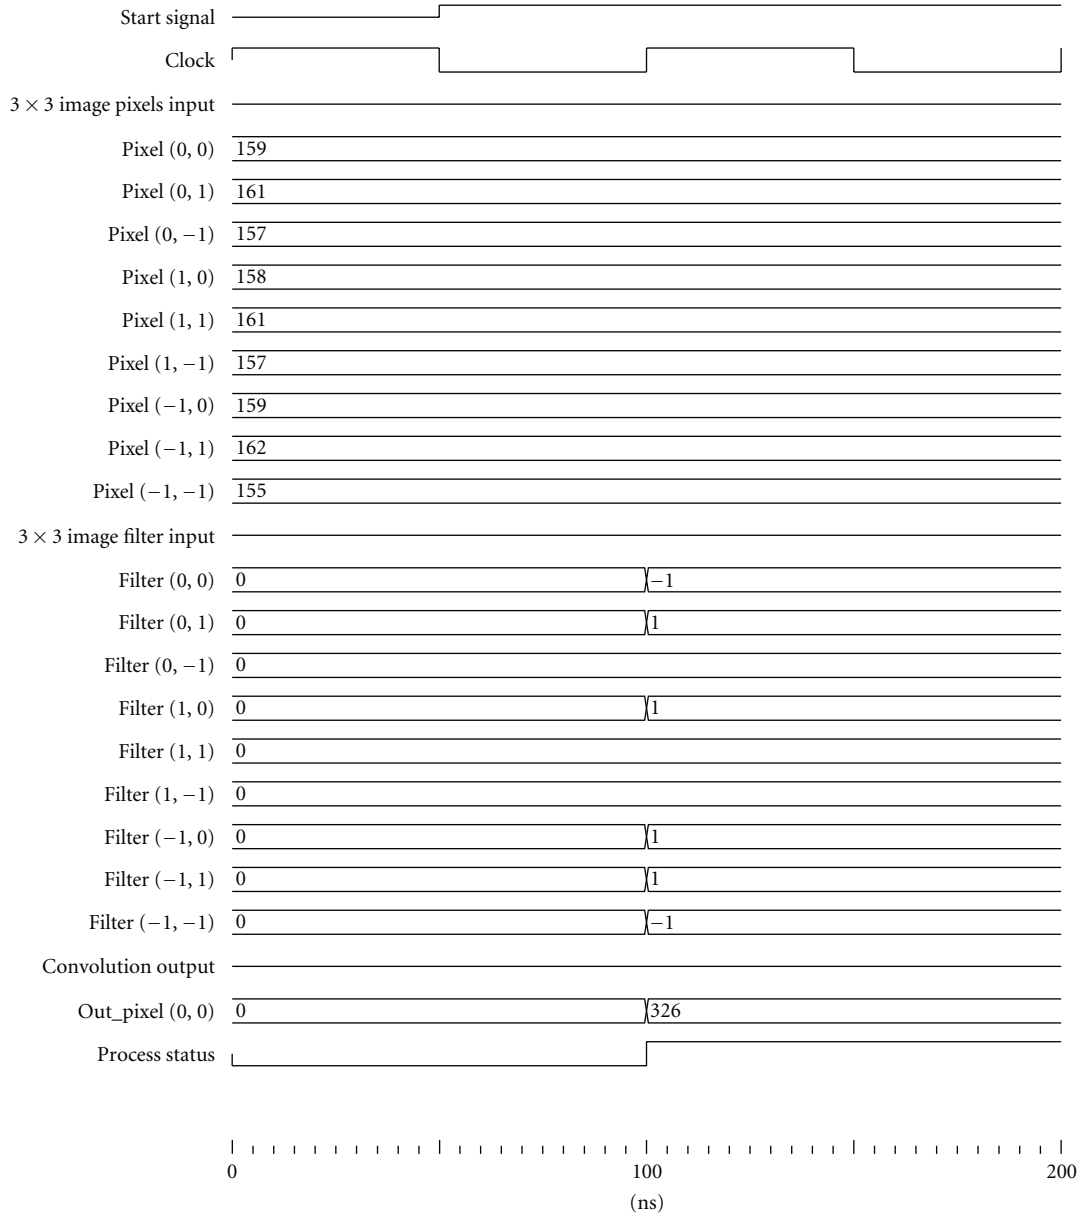 Start signal
Clock
3 × 3 image pixels input
Pixel (0, 0) 159
Pixel (0, 1) 161
Pixel (0, −1) 157
Pixel (1, 0) 158
Pixel (1, 1) 161
Pixel (1, −1) 157
Pixel (−1, 0) 159
Pixel (−1, 1) 162
Pixel (−1, −1) 155
3 × 3 image filter input
Filter (0, 0) 0 −1
Filter (0, 1) 0 1
Filter (0, −1) 0
Filter (1, 0) 0 1
Filter (1, 1) 0
Filter (1, −1) 0
Filter (−1, 0) 0 1
Filter (−1, 1) 0 1
Filter (−1, −1) 0 −1
Convolution output
Out_pixel (0, 0) 0 326
Process status
0 100 200
(ns)